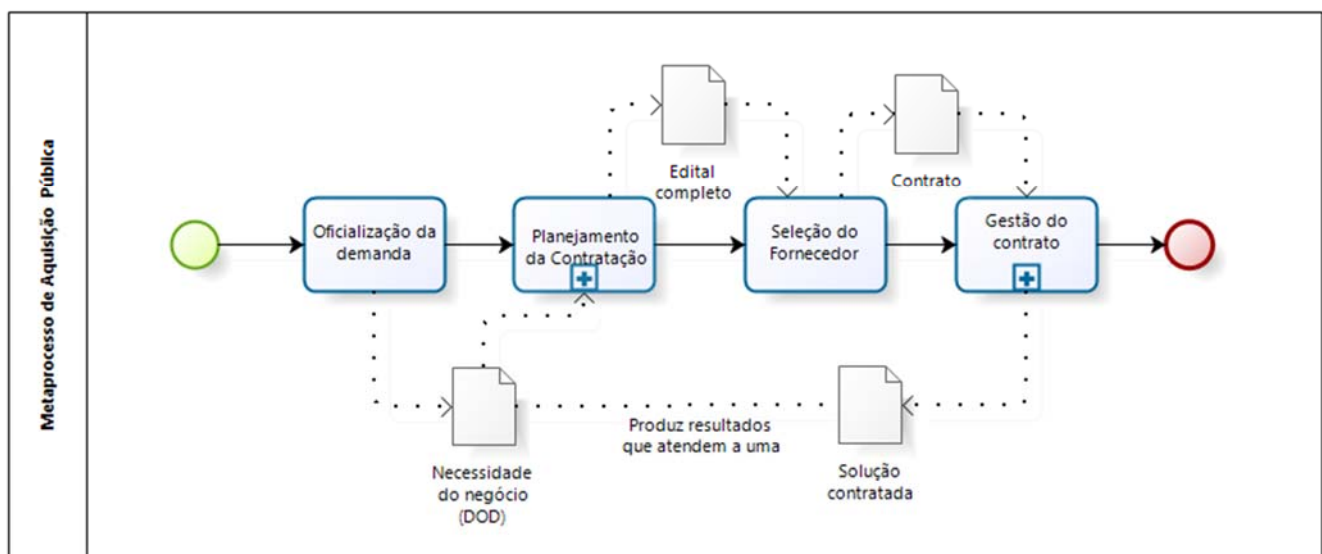 Metaprocesso de Aquisição Pública
Edital
completo
Contrato
Oficialização da
demanda
Planejamento
da Contratação
Seleção do
Fornecedor
Gestão do
contrato
Produz resultados
que atendem a uma
Necessidade
do negócio
(DOD)
Solução
contratada